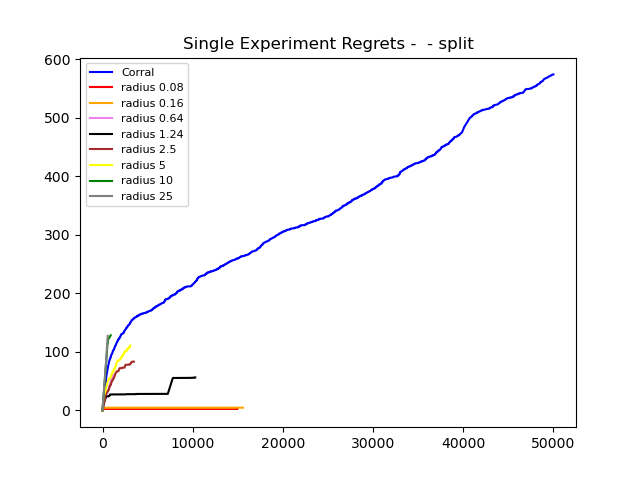 Single Experiment Regrets -  - split
Corral
radius 0.08
radius 0.16
radius 0.64
radius 1.24
radius 2.5
radius 5
radius 10
radius 25
600
500
400
300
200
100
0
0 10000 20000 30000 40000 50000